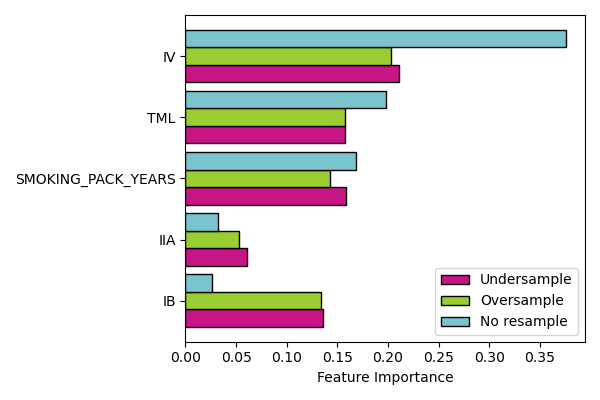 IV
TML
SMOKING_PACK_YEARS
IIA
IB
Undersample
Oversample
No resample
0.00 0.05 0.10 0.15 0.20 0.25 0.30 0.35
Feature Importance